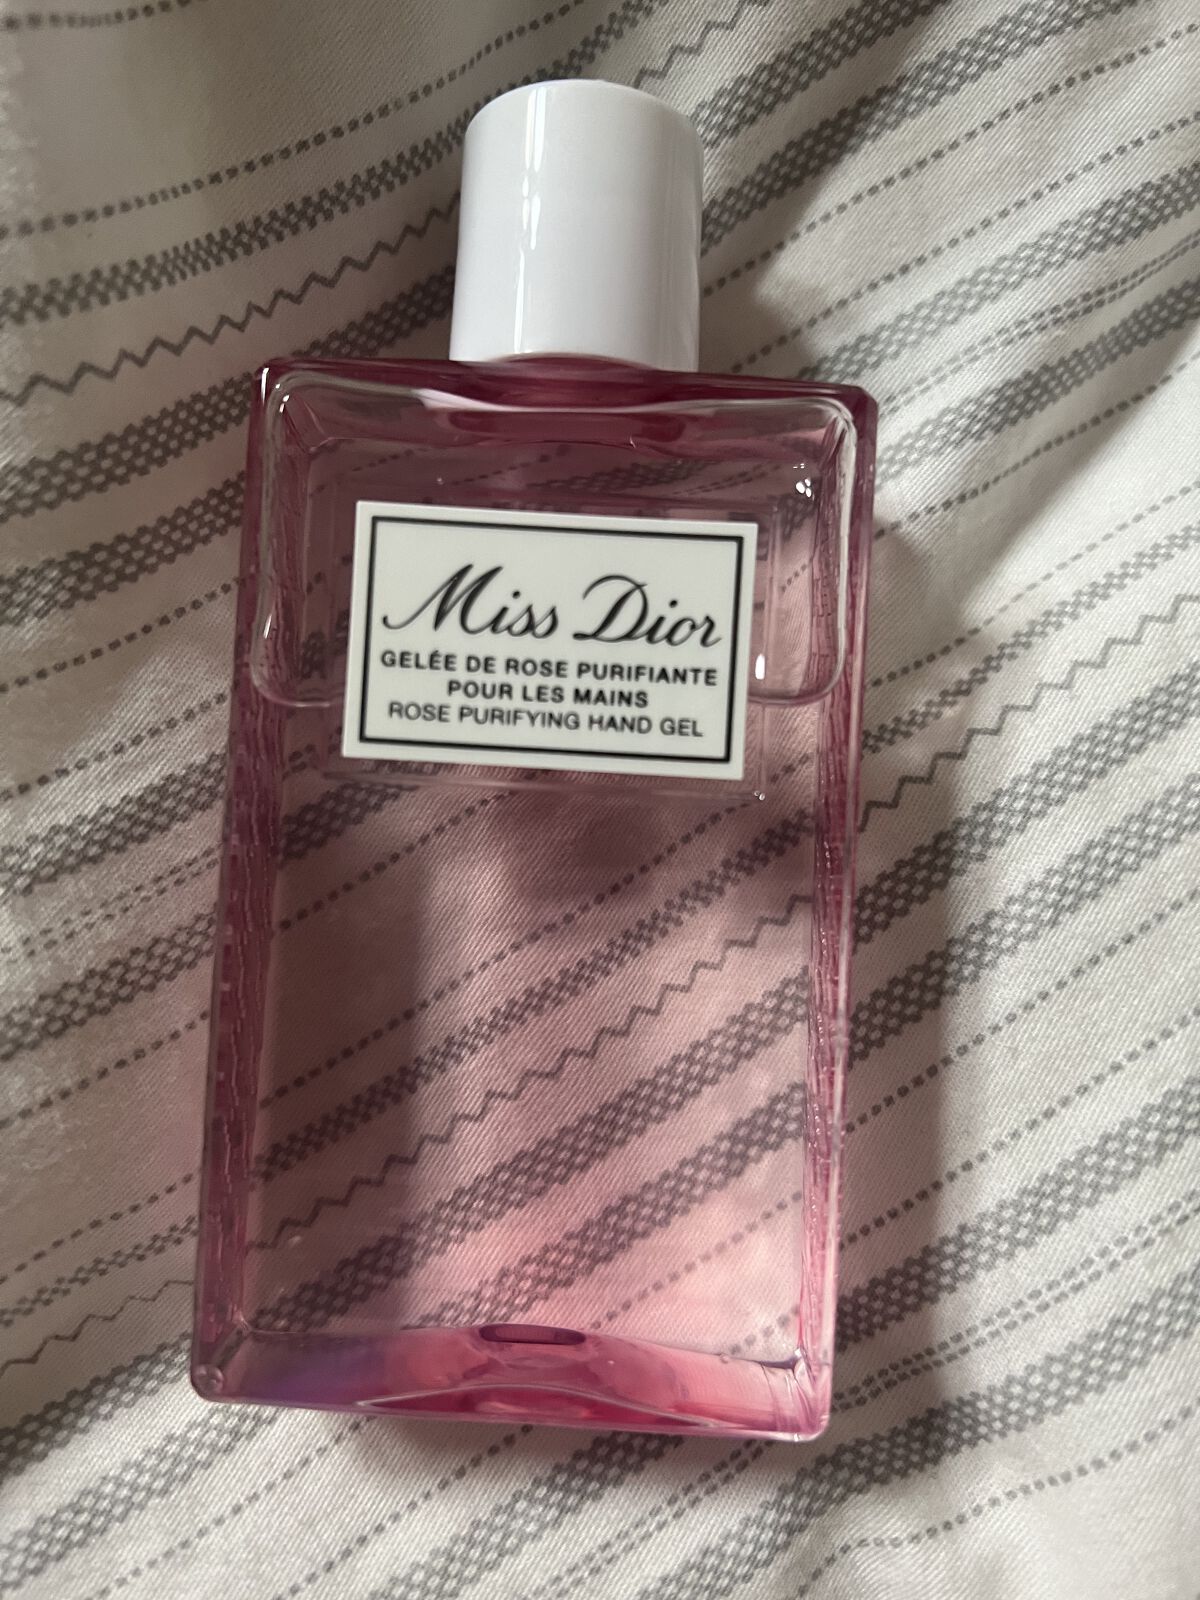 Miss Dior
GELÉE DE ROSE PURIFIANTE
POUR LES MAINS
ROSE PURIFYING HAND GEL